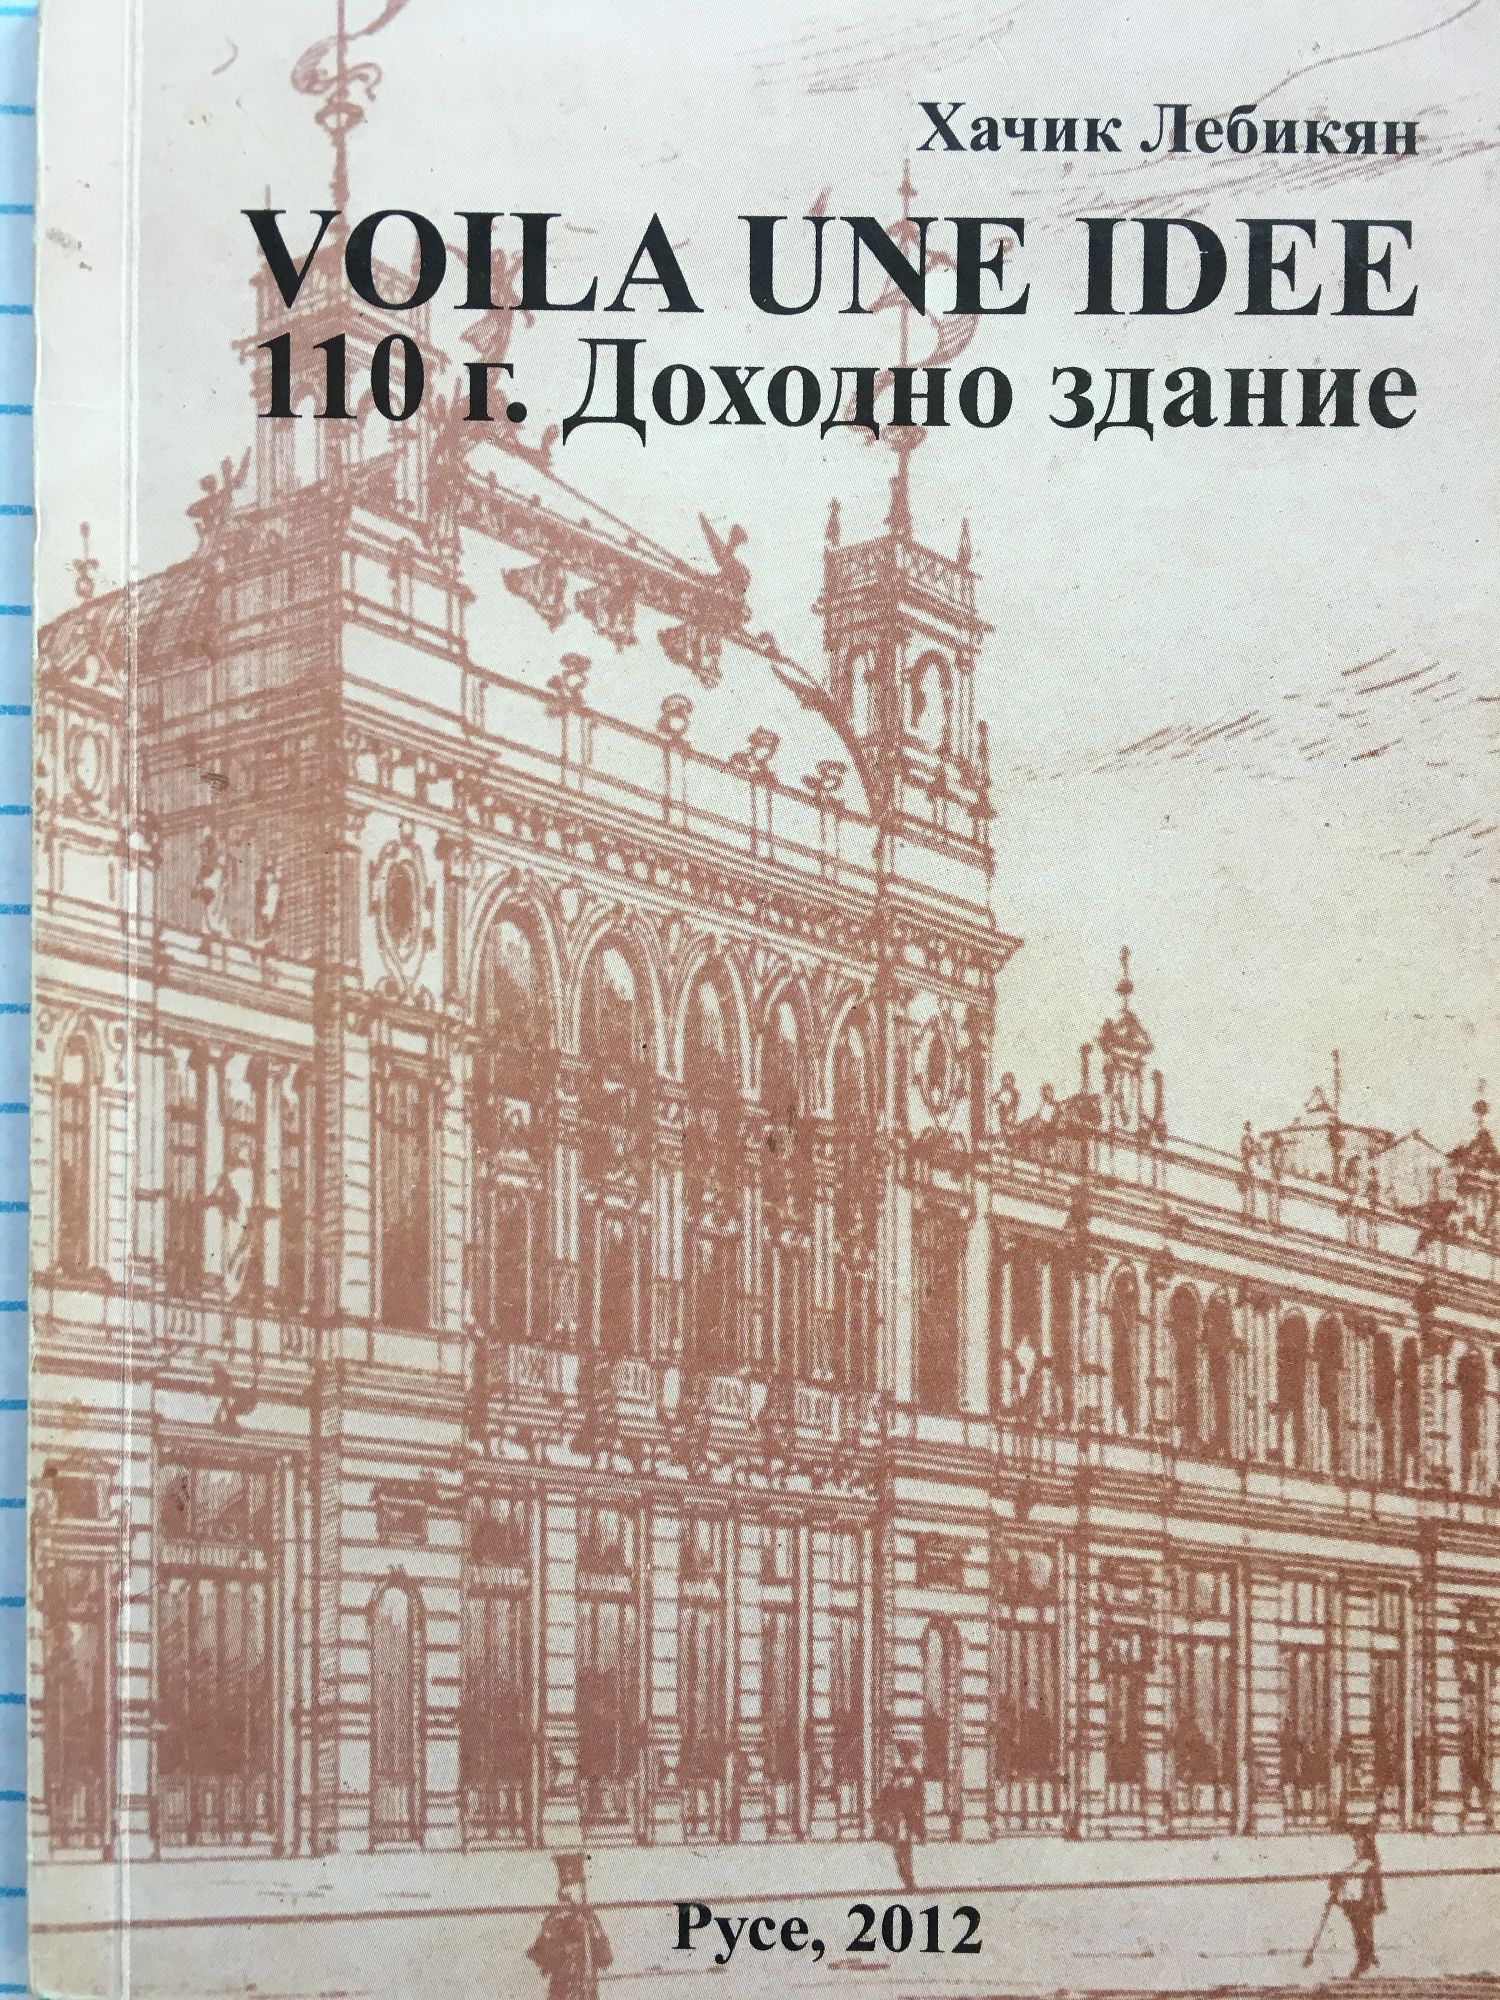 Хачик Лебикян
VOILA UNE IDEE
110 г. Доходно здание
Русе, 2012